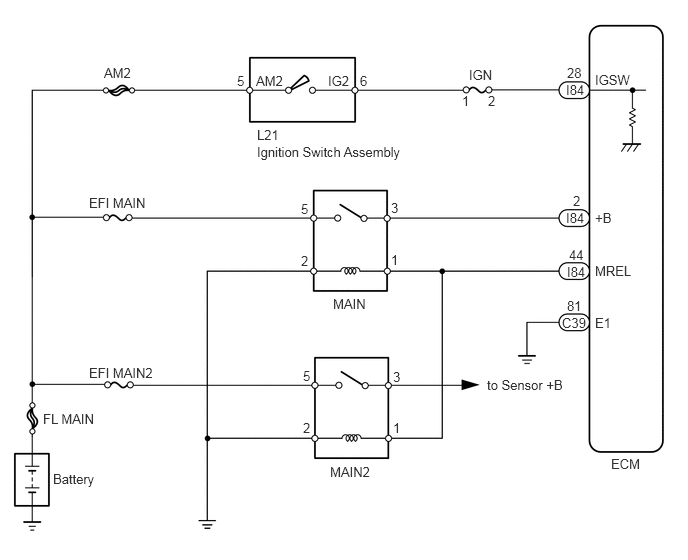 AM2
5 AM2 IG2 6
IGN
1 2
28
I84
IGSW
L21
Ignition Switch Assembly
EFI MAIN
5
3
2
I84
+B
2
1
44
I84
MREL
MAIN
81
C39
E1
EFI MAIN2
5
3
to Sensor +B
FL MAIN
2
1
MAIN2
ECM
Battery